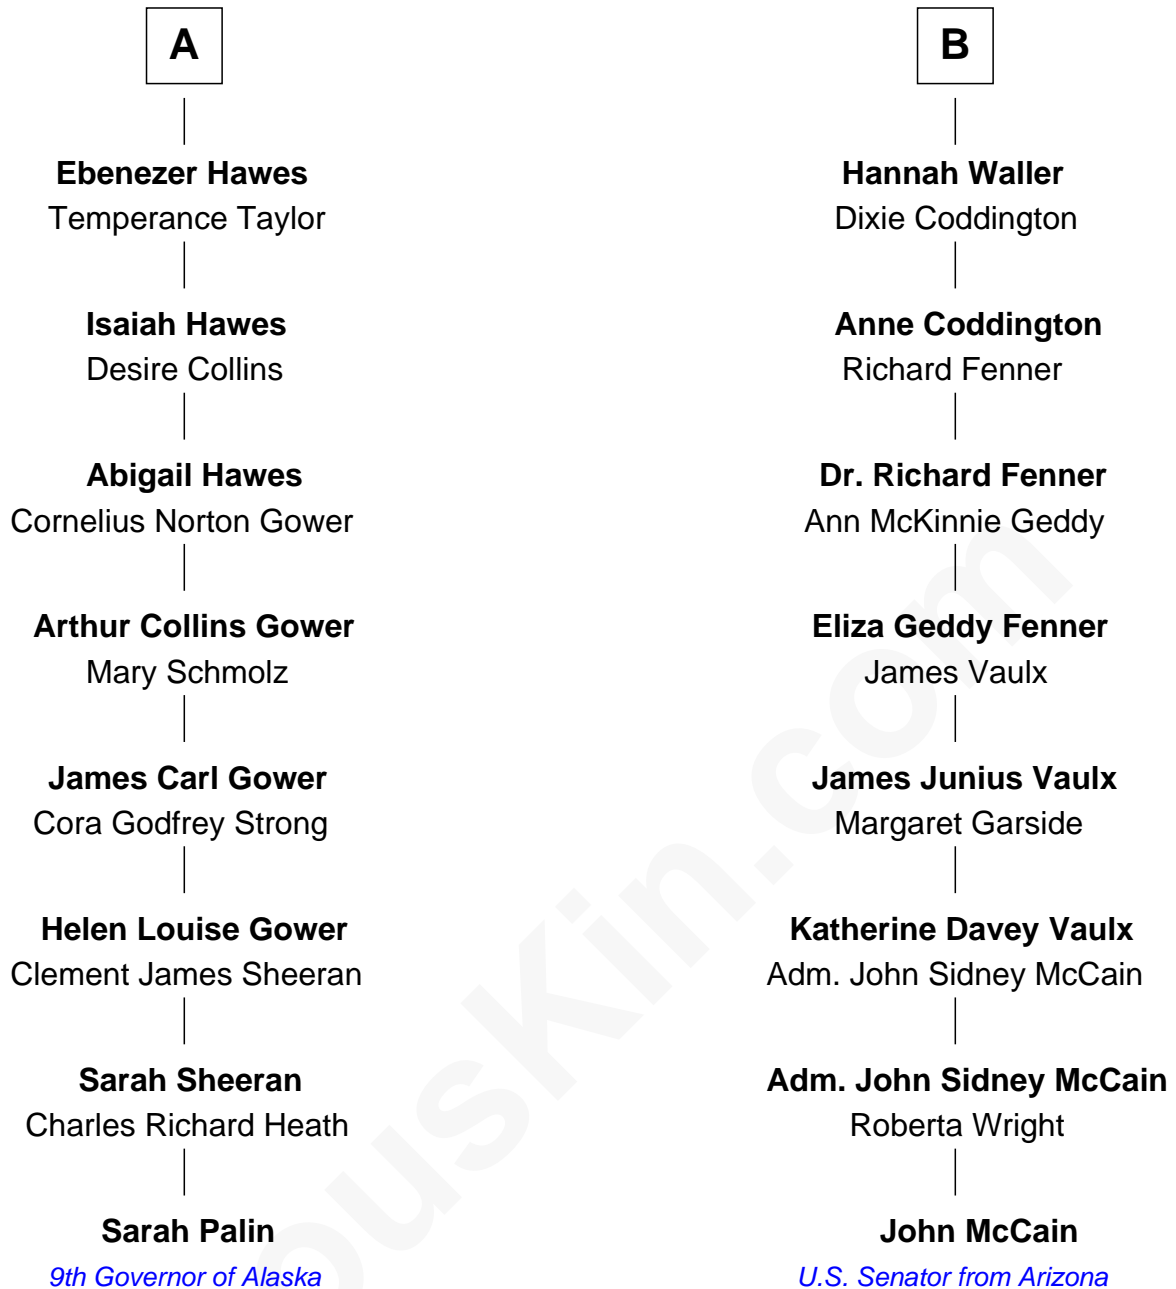 A
Ebenezer Hawes
Temperance Taylor
Isaiah Hawes
Desire Collins
Abigail Hawes
Cornelius Norton Gower
Arthur Collins Gower
Mary Schmolz
James Carl Gower
Cora Godfrey Strong
Helen Louise Gower
Clement James Sheeran
Sarah Sheeran
Charles Richard Heath
Sarah Palin
9th Governor of Alaska
B
Hannah Waller
Dixie Coddington
Anne Coddington
Richard Fenner
Dr. Richard Fenner
Ann McKinnie Geddy
Eliza Geddy Fenner
James Vaulx
James Junius Vaulx
Margaret Garside
Katherine Davey Vaulx
Adm. John Sidney McCain
Adm. John Sidney McCain
Roberta Wright
John McCain
U.S. Senator from Arizona
ousKin.com